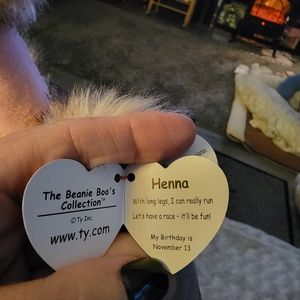 The Beanie Boo's
Collection™
© Ty Inc.
www.ty.com
Henna
With long legs, I can really run
Let's have a race - it'll be fun!
My Birthday is
November 13